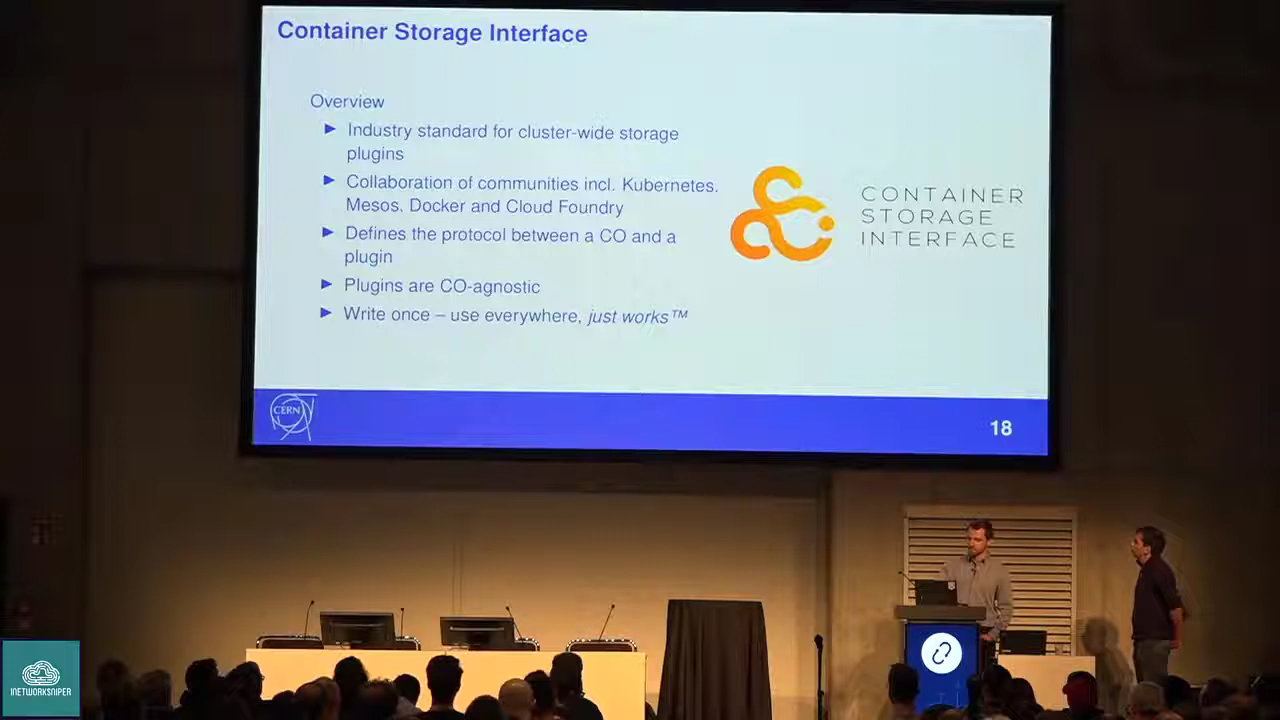 Container Storage Interface
Overview
► Industry standard for cluster-wide storage
plugins
► Collaboration of communities incl. Kubernetes,
Mesos, Docker and Cloud Foundry
► Defines the protocol between a CO and a
plugin
► Plugins are CO-agnostic
► Write once – use everywhere, just works™
CONTAINER
STORAGE
INTERFACE
CERN
18
INETWORKSNIPER